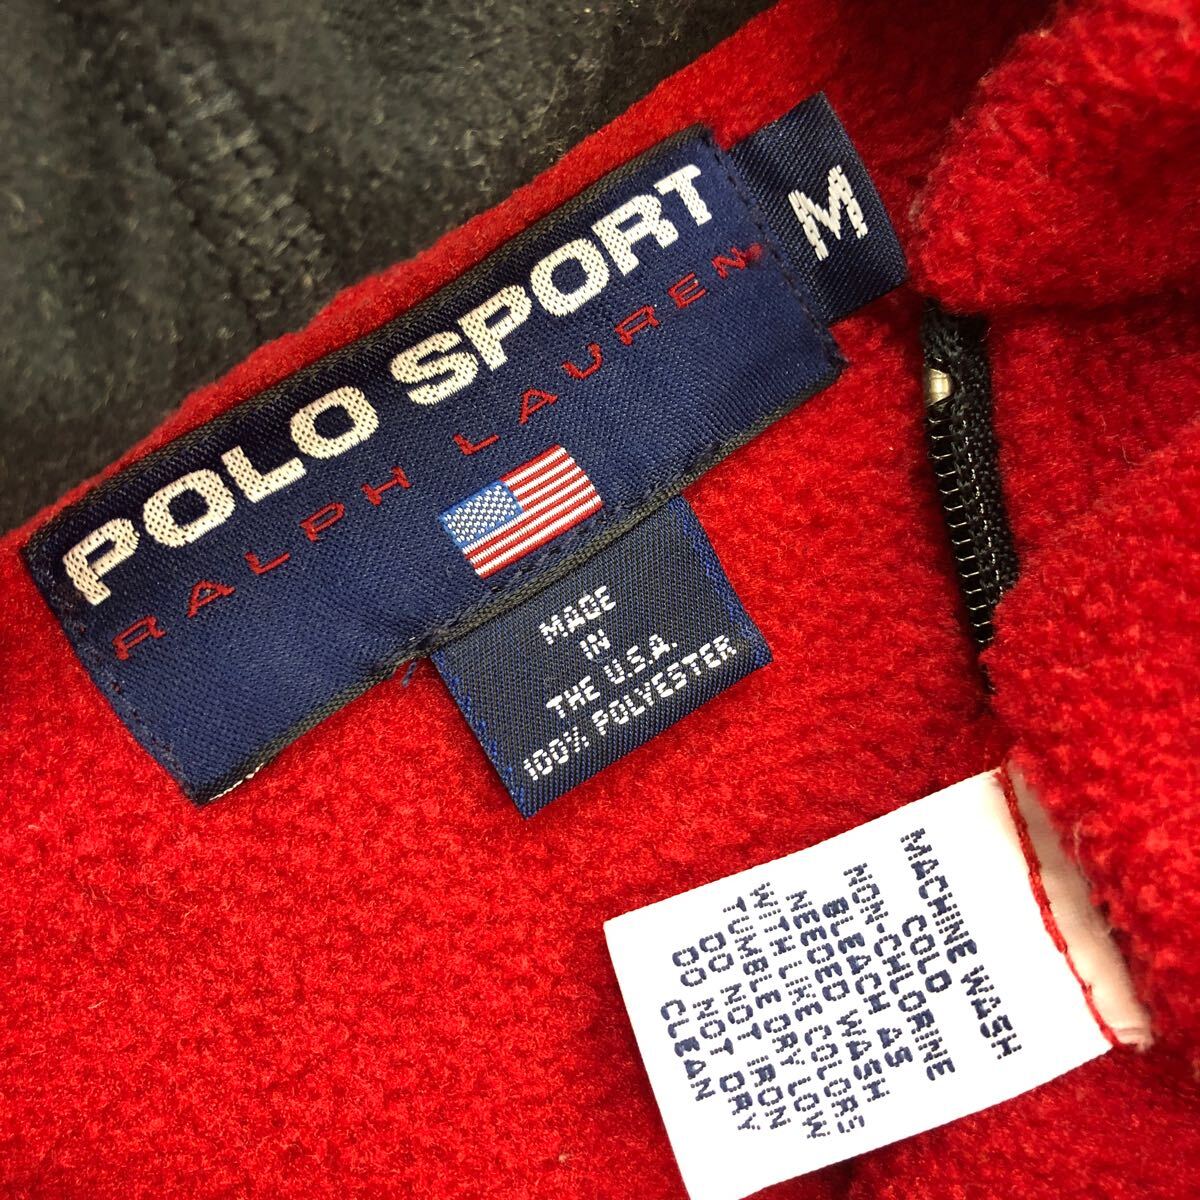 POLO SPORT
RALPH LAUREN®
M
MADE
IN
THE U.S.A.
100% POLYESTER
MACHINE WASH
COLD
NON-CHLORINE
BLEACH AS
NEEDED WASH
WITH LIKE COLORS
TUMBLE DRY LOW
DO NOT IRON
DO NOT DRY
CLEAN